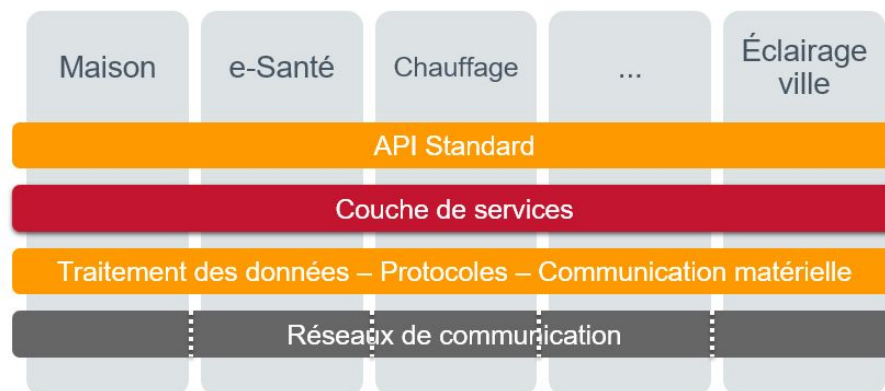 Maison
e-Santé
Chauffage
...
Éclairage
ville
API Standard
Couche de services
Traitement des données – Protocoles – Communication matérielle
Réseaux de communication